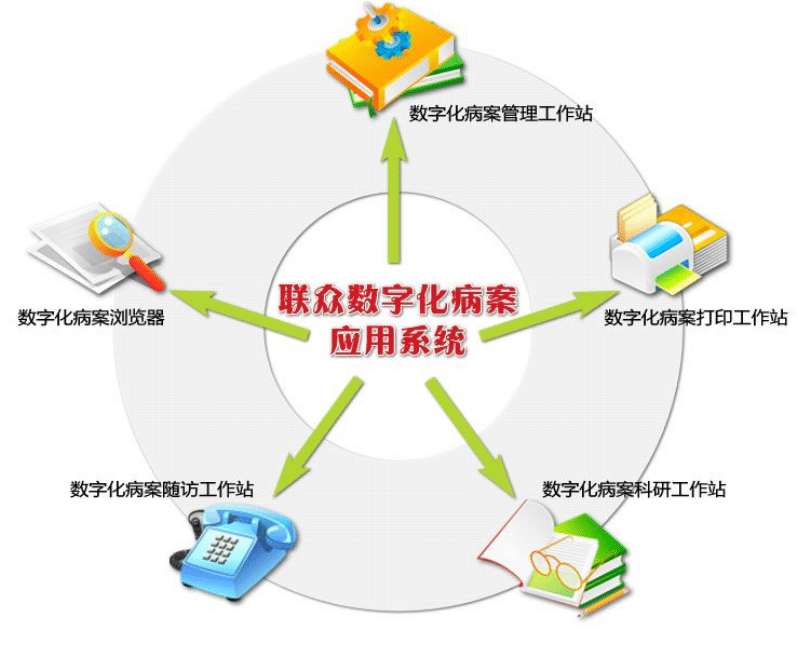 数字化病案管理工作站
联众数字化病案
应用系统
数字化病案浏览器
数字化病案打印工作站
数字化病案随访工作站
数字化病案科研工作站